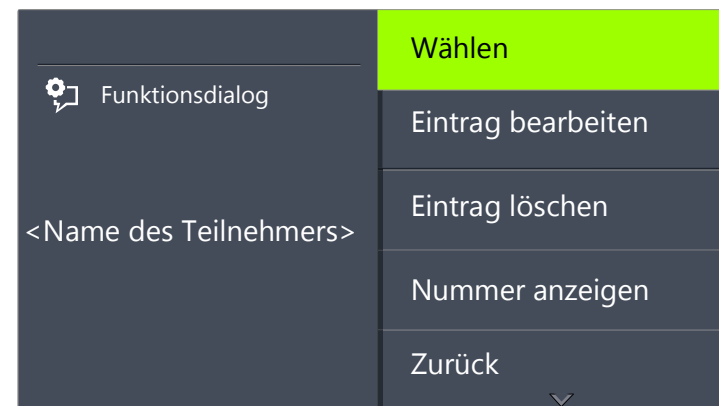 Funktionsdialog
<Name des Teilnehmers>
Wählen
Eintrag bearbeiten
Eintrag löschen
Nummer anzeigen
Zurück